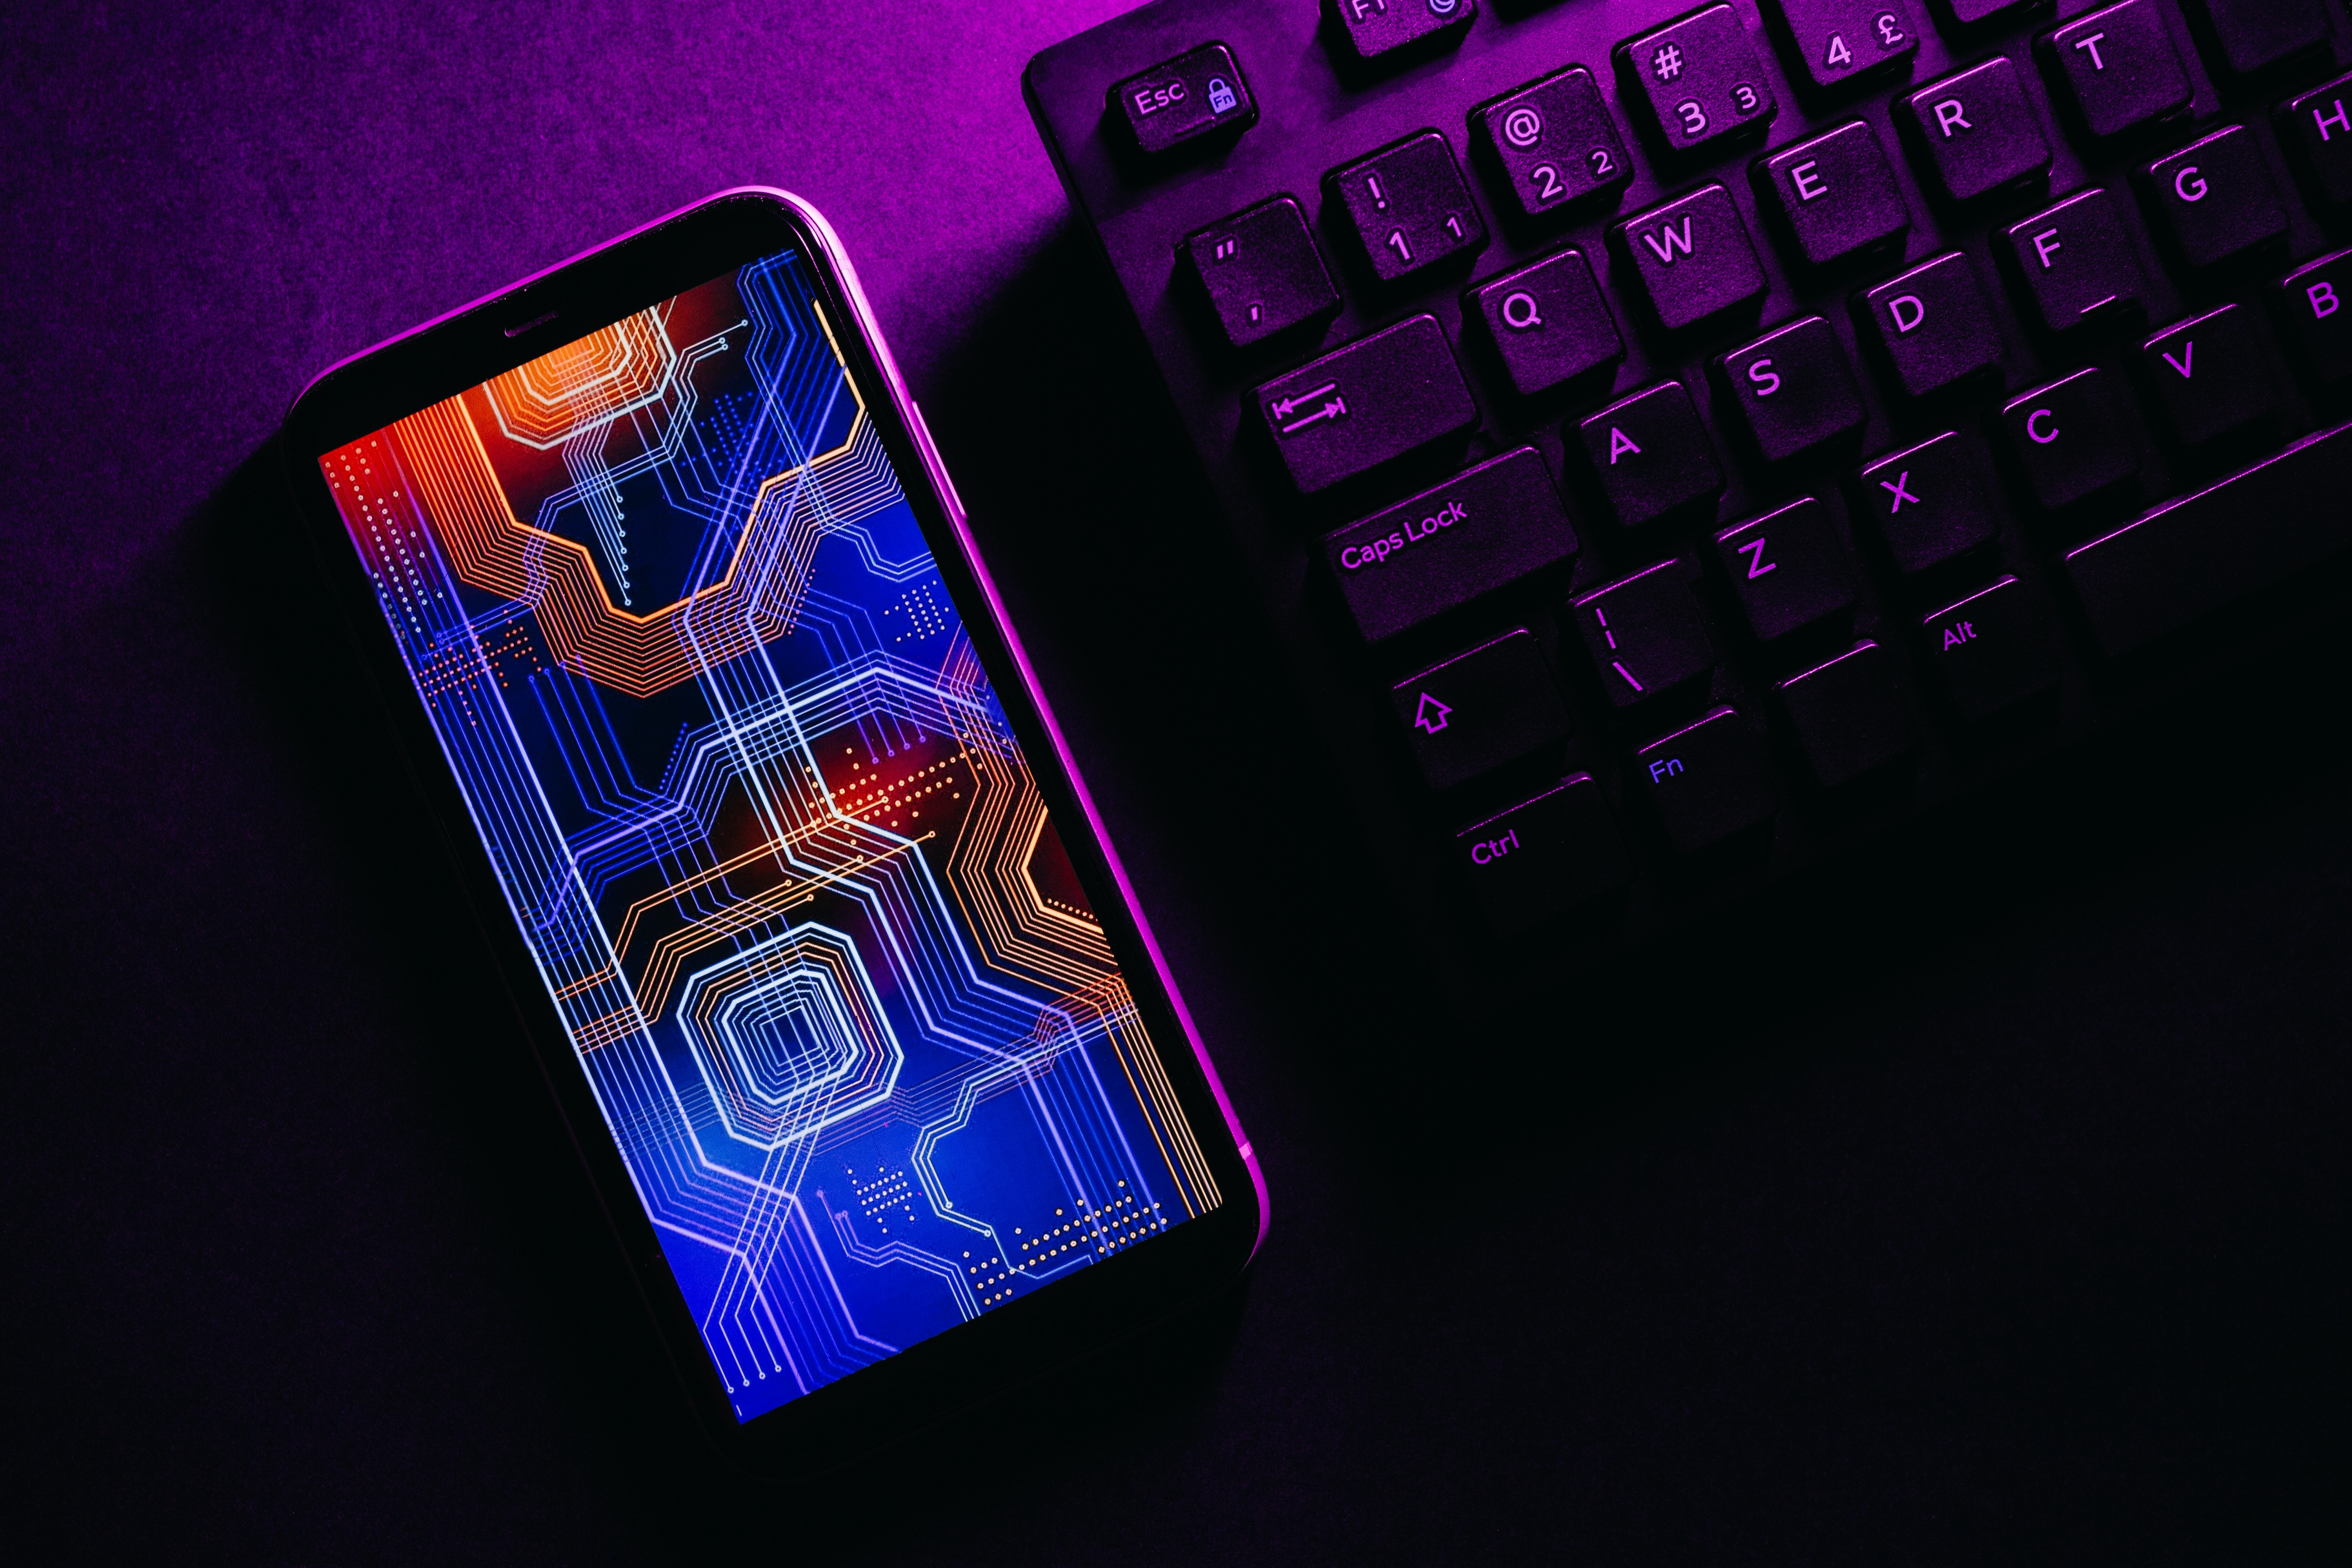 F1
Esc Fn
" ,
! 1 1
@ 2 2
# 3 3
4 £
Q W E R T
Caps Lock
A S D F G H
| \
Z X C V B
Ctrl Fn Alt